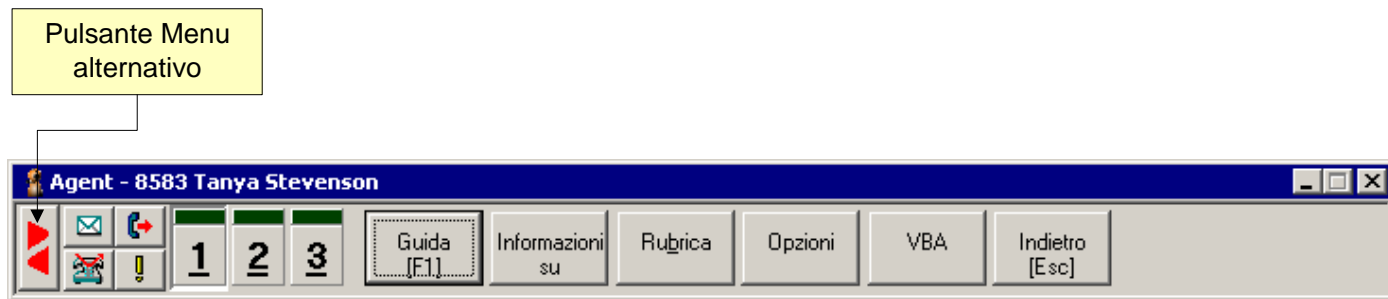 Pulsante Menu
alternativo
Agent - 8583 Tanya Stevenson
1 2 3
Guida
[F1]
Informazioni
su
Rubrica
Opzioni
VBA
Indietro
[Esc]